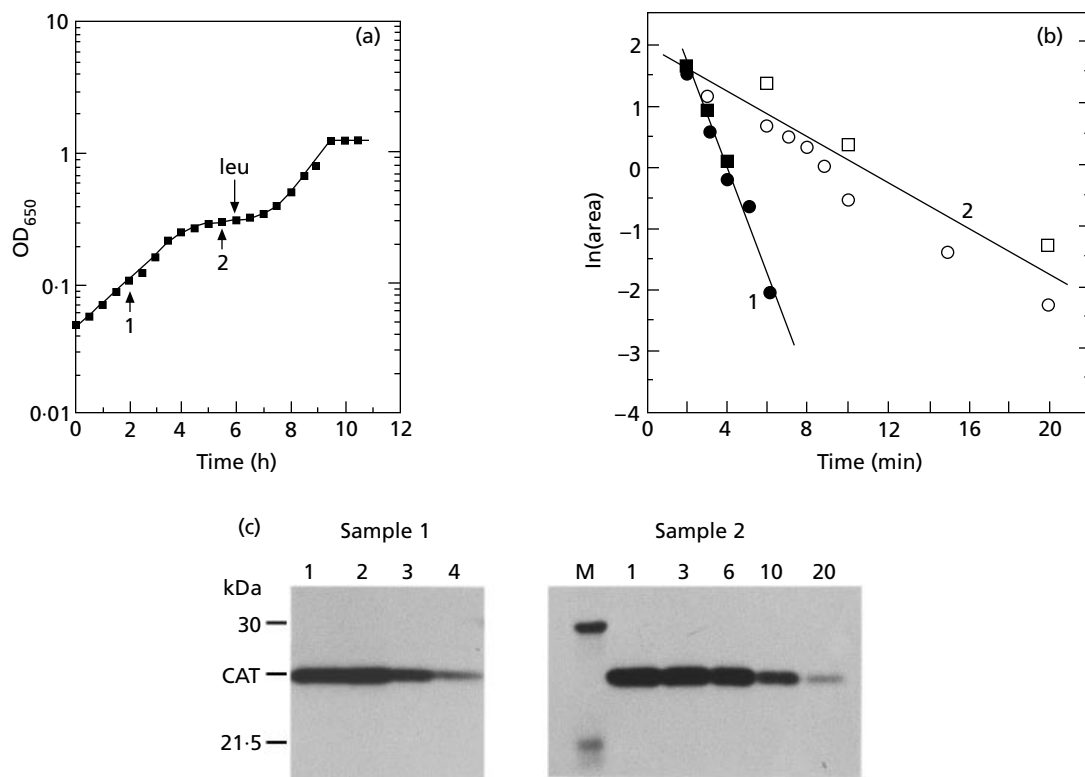 (a)
10
1
0·1
0·01
OD650
leu
1
2
0 2 4 6 8 10 12
Time (h)
(b)
2
1
0
−1
−2
−3
−4
ln(area)
1
2
0 4 8 12 16 20
Time (min)
(c)
Sample 1 Sample 2
kDa 1 2 3 4 M 1 3 6 10 20
30
CAT
21·5